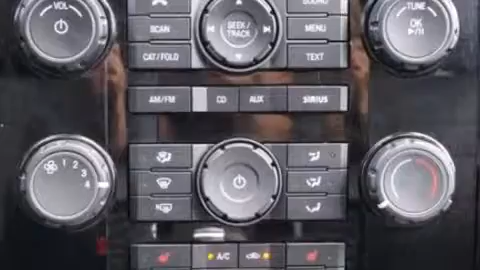 VOL
SOUND
TUNE
SEEK/
TRACK
OK
SCAN
MENU
CAT/FOLD
TEXT
AM/FM
CD
AUX
SIRIUS
1
2
3
4
A/C